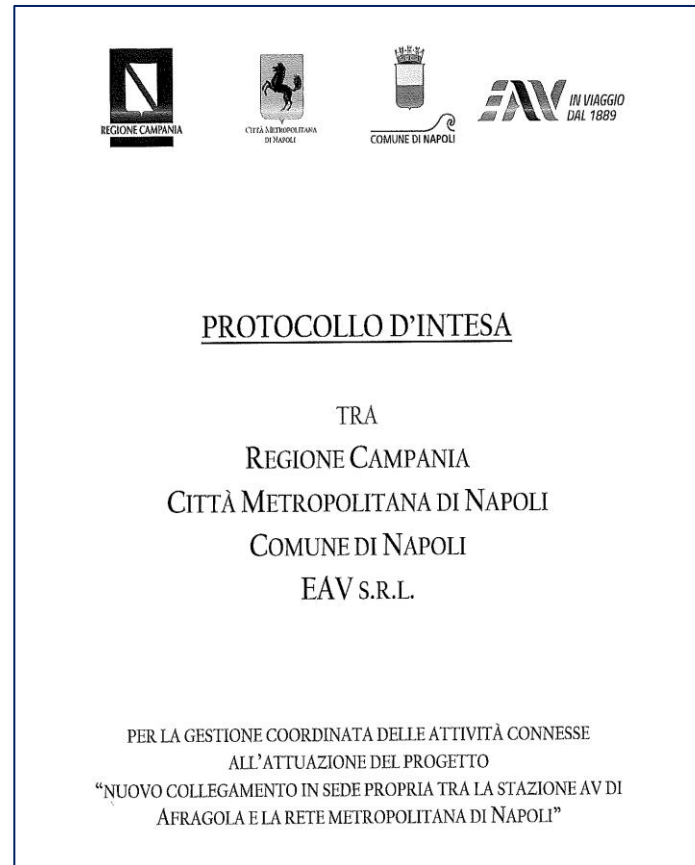 REGIONE CAMPANIA
CITTÀ METROPOLITANA
DI NAPOLI
COMUNE DI NAPOLI
EAV
IN VIAGGIO
DAL 1889
PROTOCOLLO D'INTESA
TRA
REGIONE CAMPANIA
CITTÀ METROPOLITANA DI NAPOLI
COMUNE DI NAPOLI
EAV S.R.L.
PER LA GESTIONE COORDINATA DELLE ATTIVITÀ CONNESSE
ALL'ATTUAZIONE DEL PROGETTO
“NUOVO COLLEGAMENTO IN SEDE PROPRIA TRA LA STAZIONE AV DI
AFRAGOLA E LA RETE METROPOLITANA DI NAPOLI”